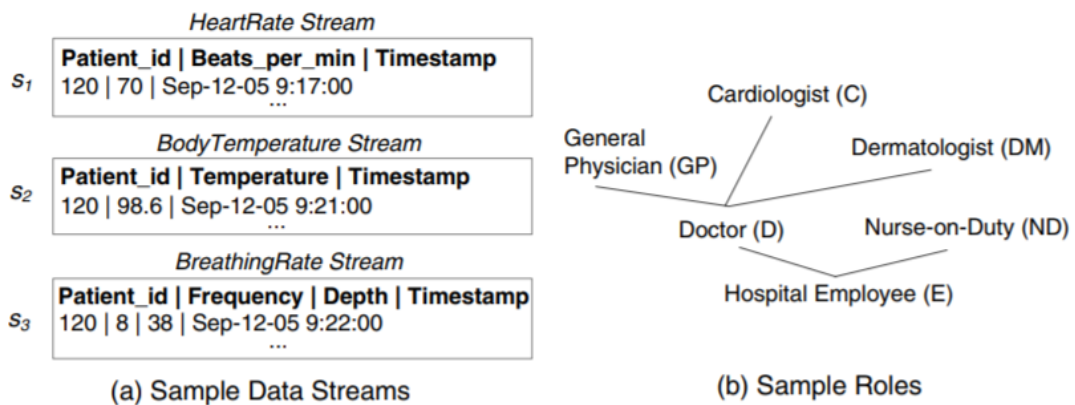 HeartRate Stream
s1
Patient_id | Beats_per_min | Timestamp
120 | 70 | Sep-12-05 9:17:00
...
BodyTemperature Stream
s2
Patient_id | Temperature | Timestamp
120 | 98.6 | Sep-12-05 9:21:00
...
BreathingRate Stream
s3
Patient_id | Frequency | Depth | Timestamp
120 | 8 | 38 | Sep-12-05 9:22:00
...
(a) Sample Data Streams
Cardiologist (C)
General
Physician (GP)
Dermatologist (DM)
Doctor (D)
Nurse-on-Duty (ND)
Hospital Employee (E)
(b) Sample Roles